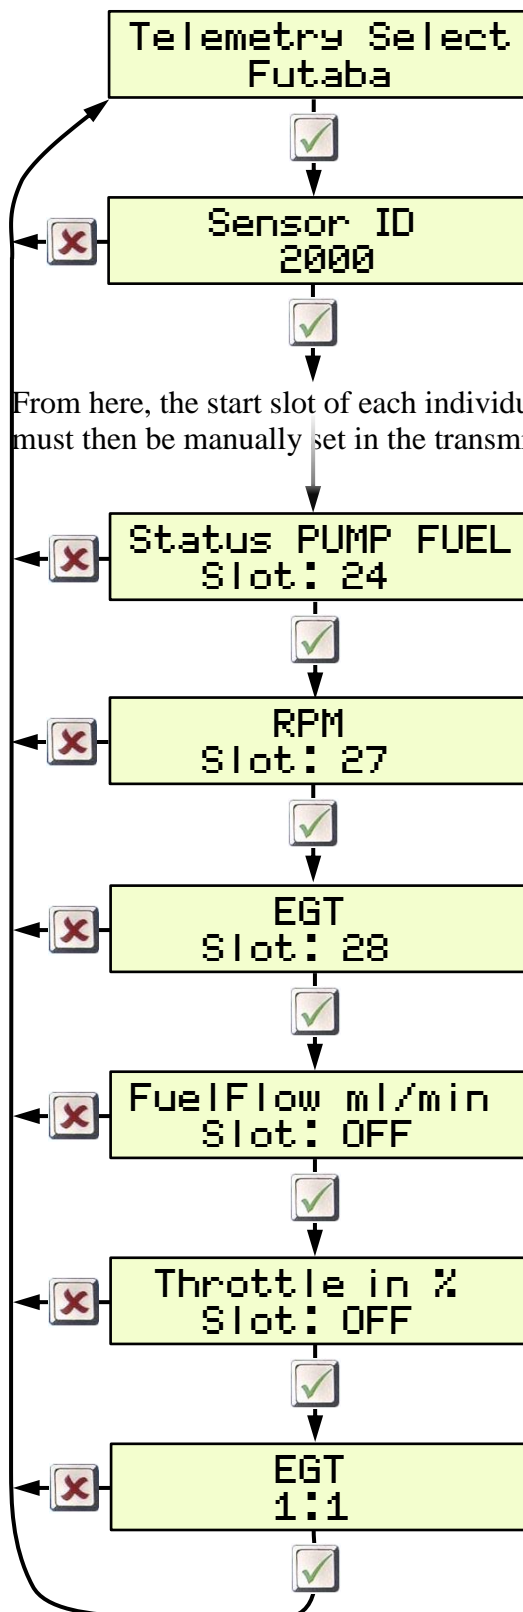 Telemetry Select
Futaba
Sensor ID
2000
From here, the start slot of each individu
must then be manually set in the transmi
Status PUMP FUEL
Slot: 24
RPM
Slot: 27
EGT
Slot: 28
FuelFlow ml/min
Slot: OFF
Throttle in %
Slot: OFF
EGT
1:1